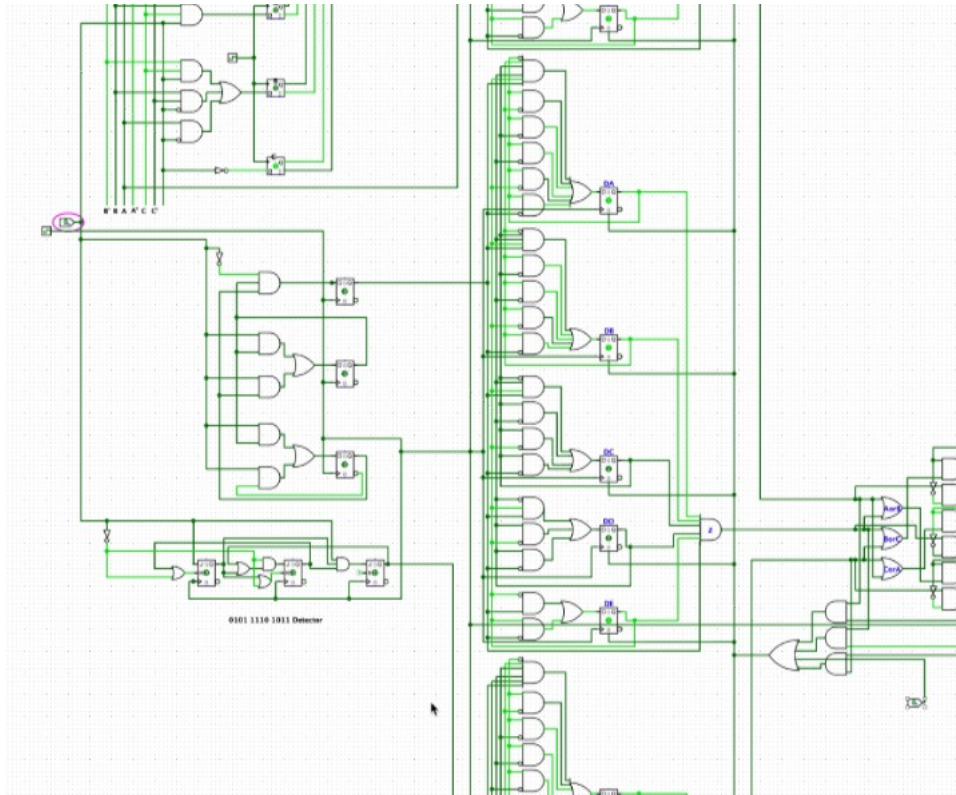 DA
B' B A A' C C'
DB
DC
AorB
DD
Z
BorC
CorA
DE
0101 1110 1011 Detector